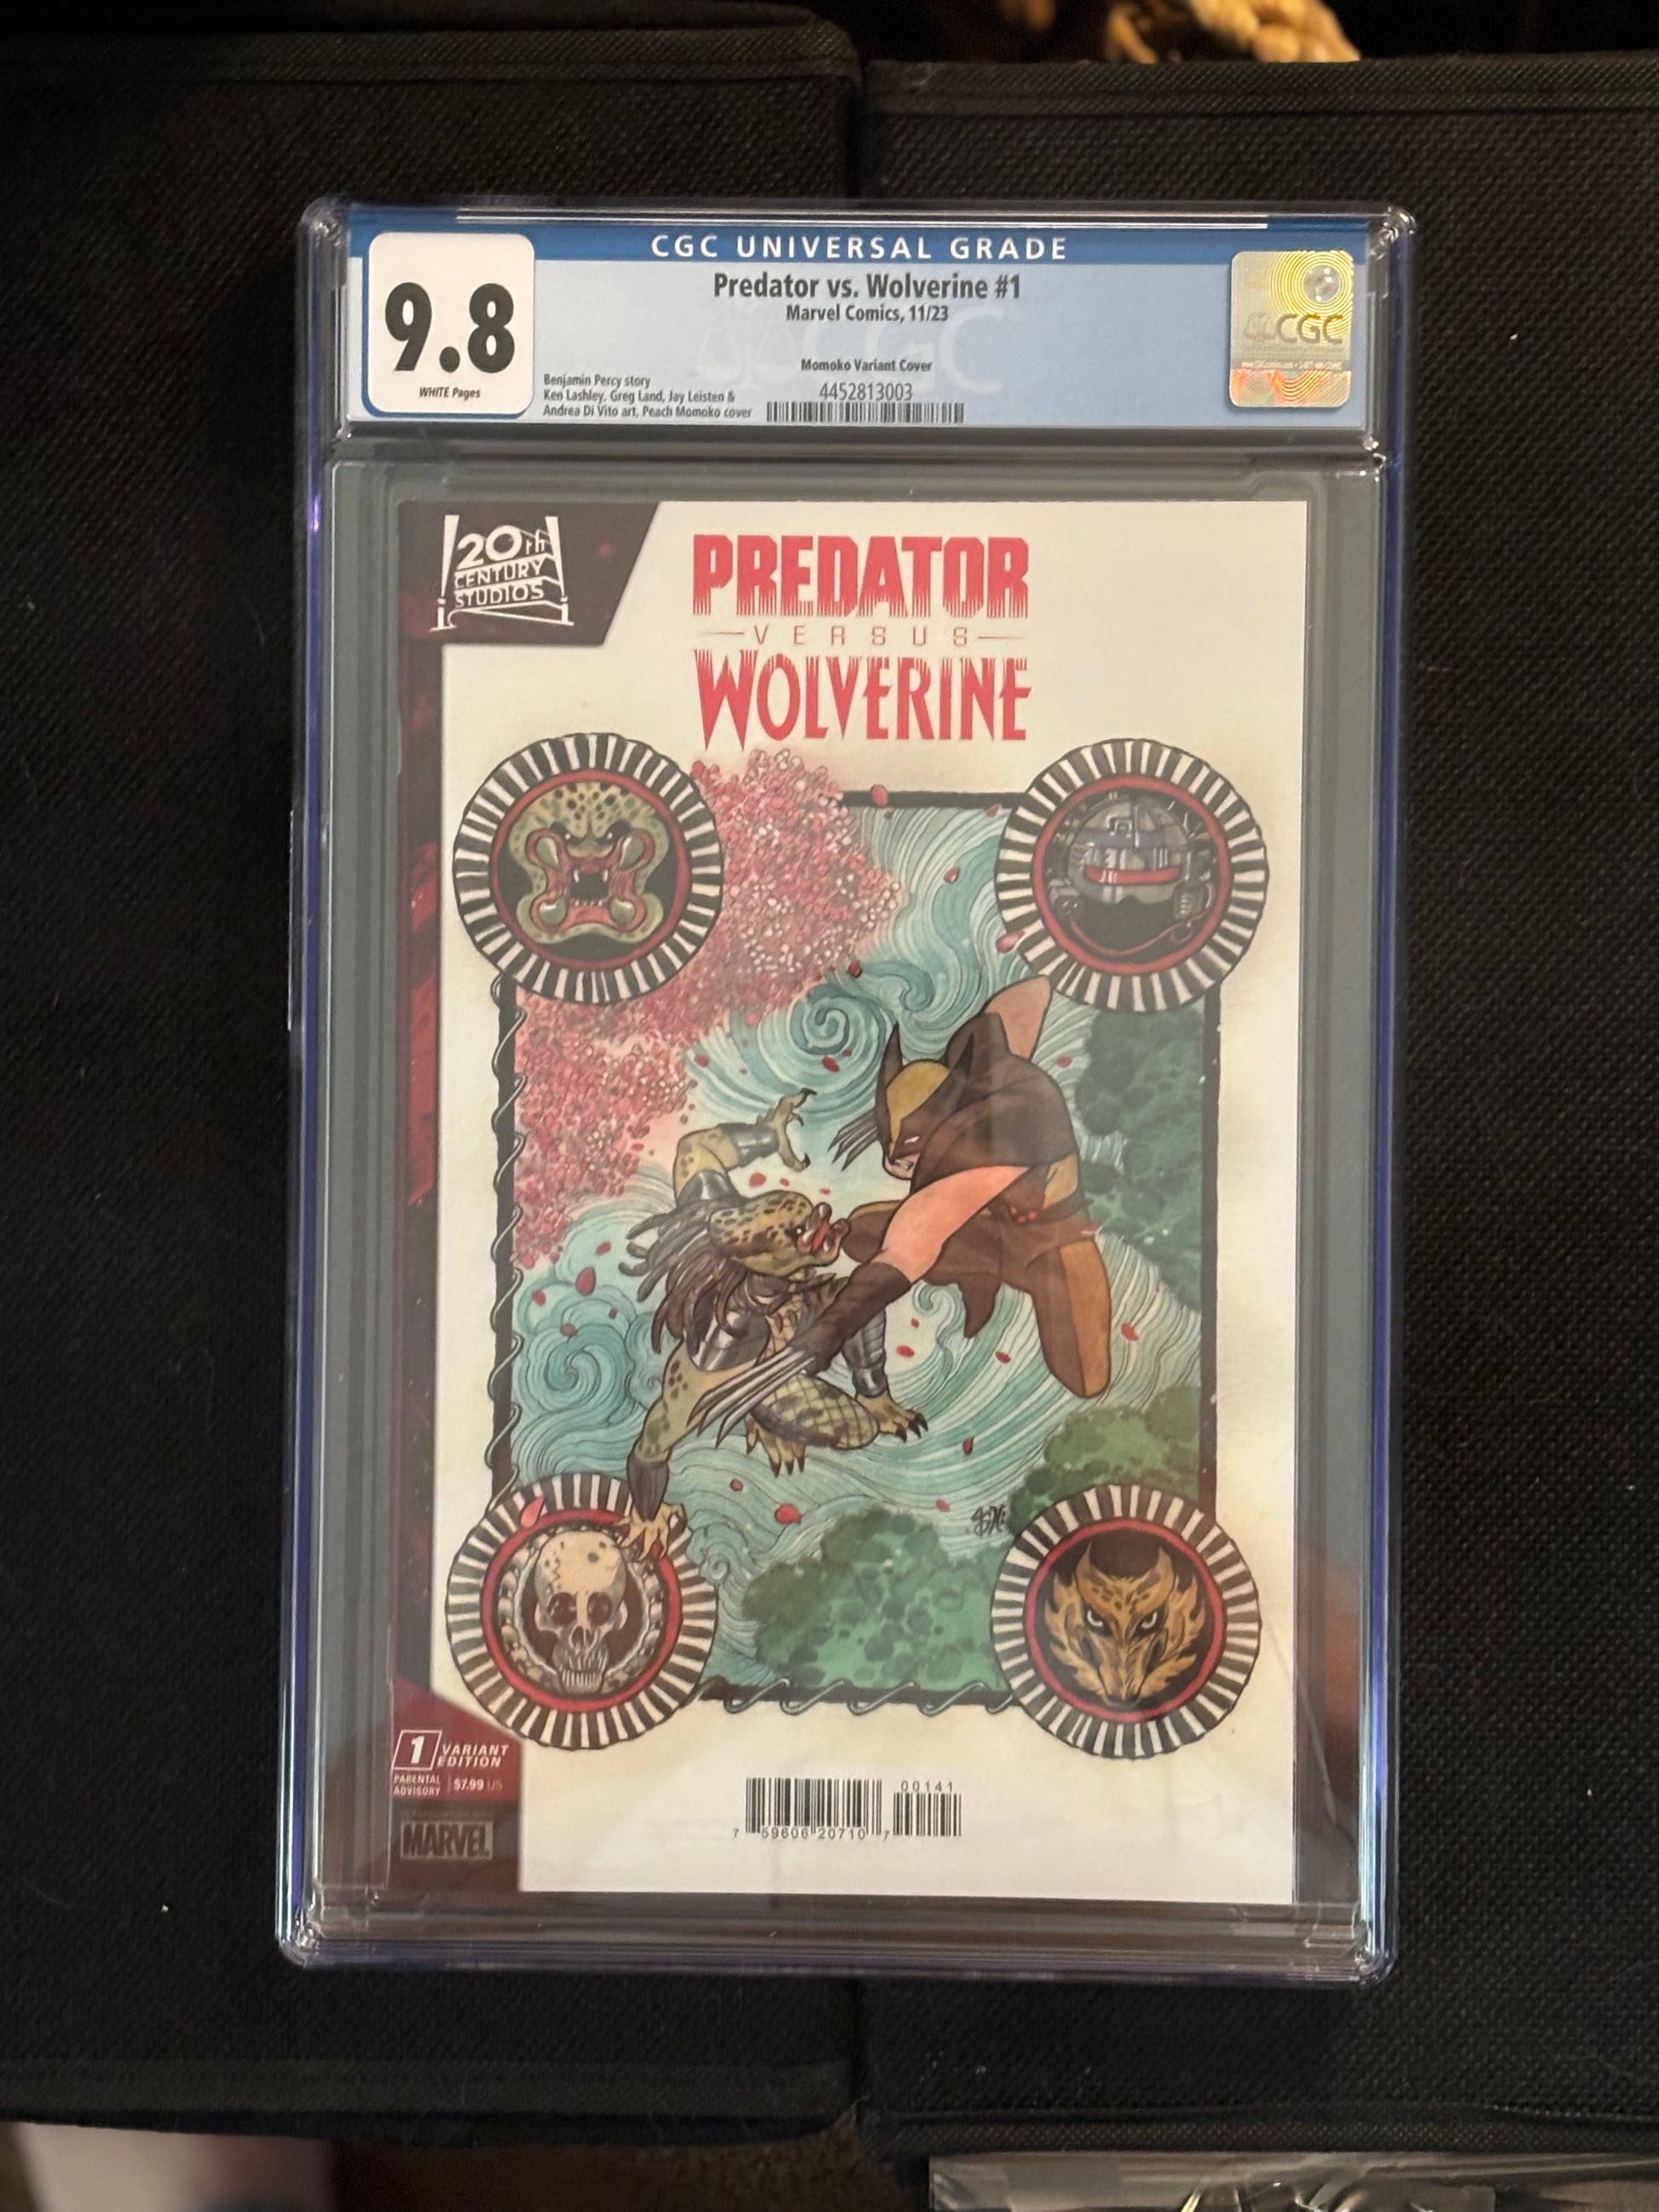 CGC UNIVERSAL GRADE
9.8
WHITE Pages
Predator vs. Wolverine #1
Marvel Comics, 11/23
Momoko Variant Cover
Benjamin Percy story
Ken Lashley, Greg Land, Jay Leisten &
Andrea Di Vito art, Peach Momoko cover
4452813003
CGC
CGC
20th
CENTURY
STUDIOS
PREDATOR
VERSUS
WOLVERINE
1 VARIANT
EDITION
PARENTAL
ADVISORY
$7.99 US
MARVEL
00141
7 59606 20710 7